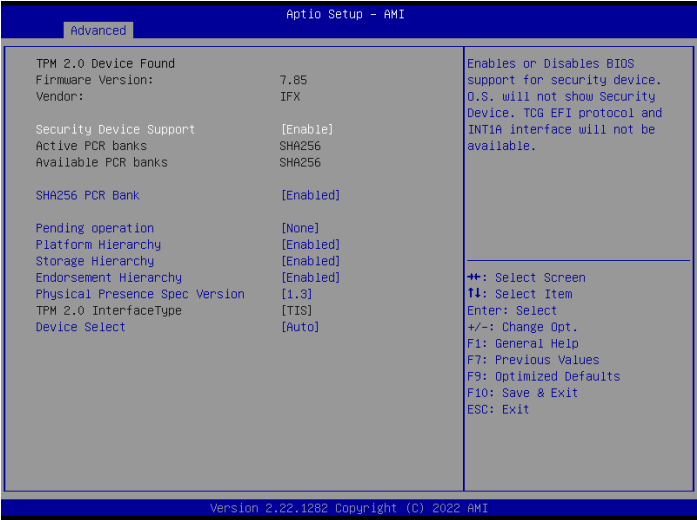 Aptio Setup - AMI
Advanced
TPM 2.0 Device Found
Firmware Version: 7.85
Vendor: IFX
Security Device Support [Enable]
Active PCR banks SHA256
Available PCR banks SHA256
SHA256 PCR Bank [Enabled]
Pending operation [None]
Platform Hierarchy [Enabled]
Storage Hierarchy [Enabled]
Endorsement Hierarchy [Enabled]
Physical Presence Spec Version [1.3]
TPM 2.0 InterfaceType [TIS]
Device Select [Auto]
Enables or Disables BIOS
support for security device.
O.S. will not show Security
Device. TCG EFI protocol and
INT1A interface will not be
available.
→←: Select Screen
↑↓: Select Item
Enter: Select
+/-: Change Opt.
F1: General Help
F7: Previous Values
F9: Optimized Defaults
F10: Save & Exit
ESC: Exit
Version 2.22.1282 Copyright (C) 2022 AMI